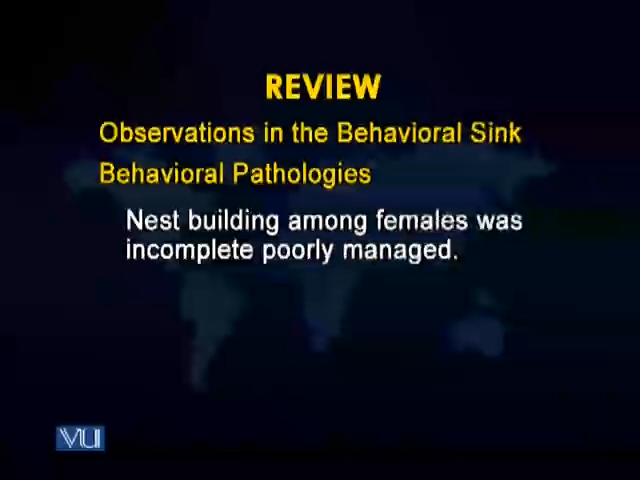 REVIEW
Observations in the Behavioral Sink
Behavioral Pathologies
Nest building among females was
incomplete poorly managed.
VU